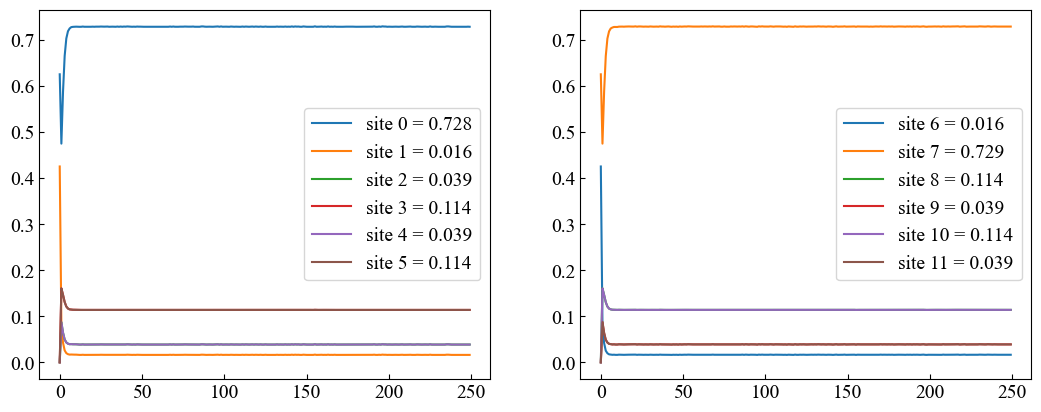 0.7
0.6
0.5
0.4
0.3
0.2
0.1
0.0
0 50 100 150 200 250
site 0 = 0.728
site 1 = 0.016
site 2 = 0.039
site 3 = 0.114
site 4 = 0.039
site 5 = 0.114
0.7
0.6
0.5
0.4
0.3
0.2
0.1
0.0
0 50 100 150 200 250
site 6 = 0.016
site 7 = 0.729
site 8 = 0.114
site 9 = 0.039
site 10 = 0.114
site 11 = 0.039